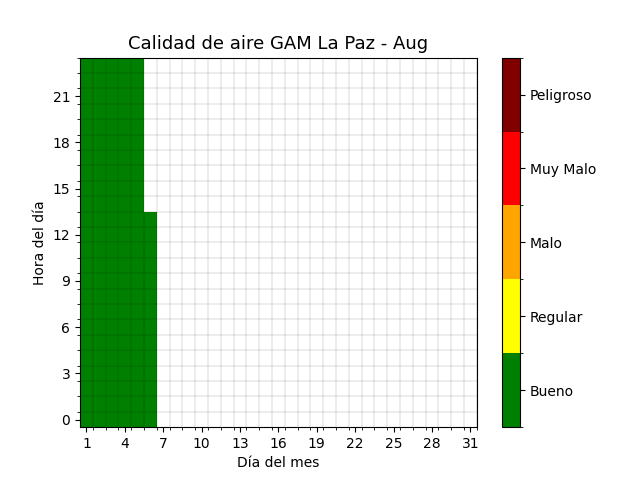 Calidad de aire GAM La Paz - Aug
Hora del día
21
18
15
12
9
6
3
0
1 4 7 10 13 16 19 22 25 28 31
Día del mes
Peligroso
Muy Malo
Malo
Regular
Bueno